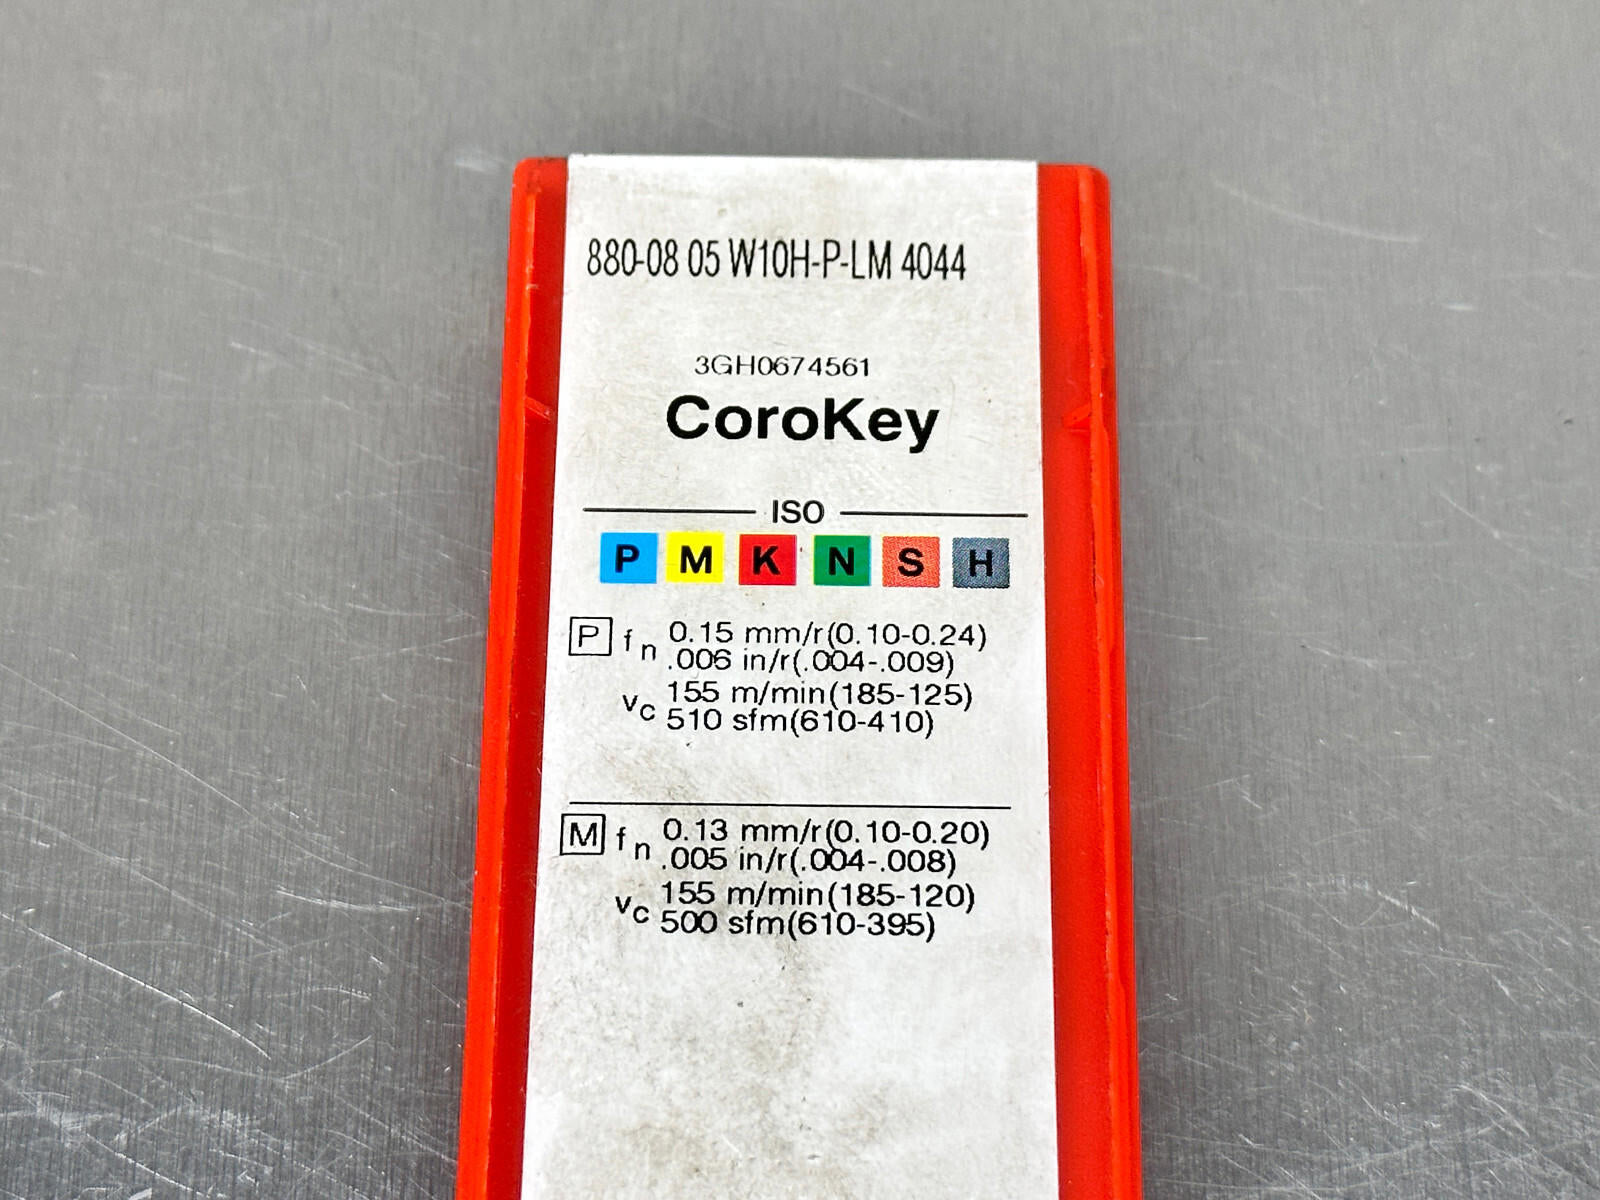 880-08 05 W10H-P-LM 4044
3GH0674561
CoroKey
ISO
P M K N S H
P fn 0.15 mm/r(0.10-0.24)
.006 in/r(.004-.009)
vc 155 m/min(185-125)
510 sfm(610-410)
M fn 0.13 mm/r(0.10-0.20)
.005 in/r(.004-.008)
vc 155 m/min(185-120)
500 sfm(610-395)